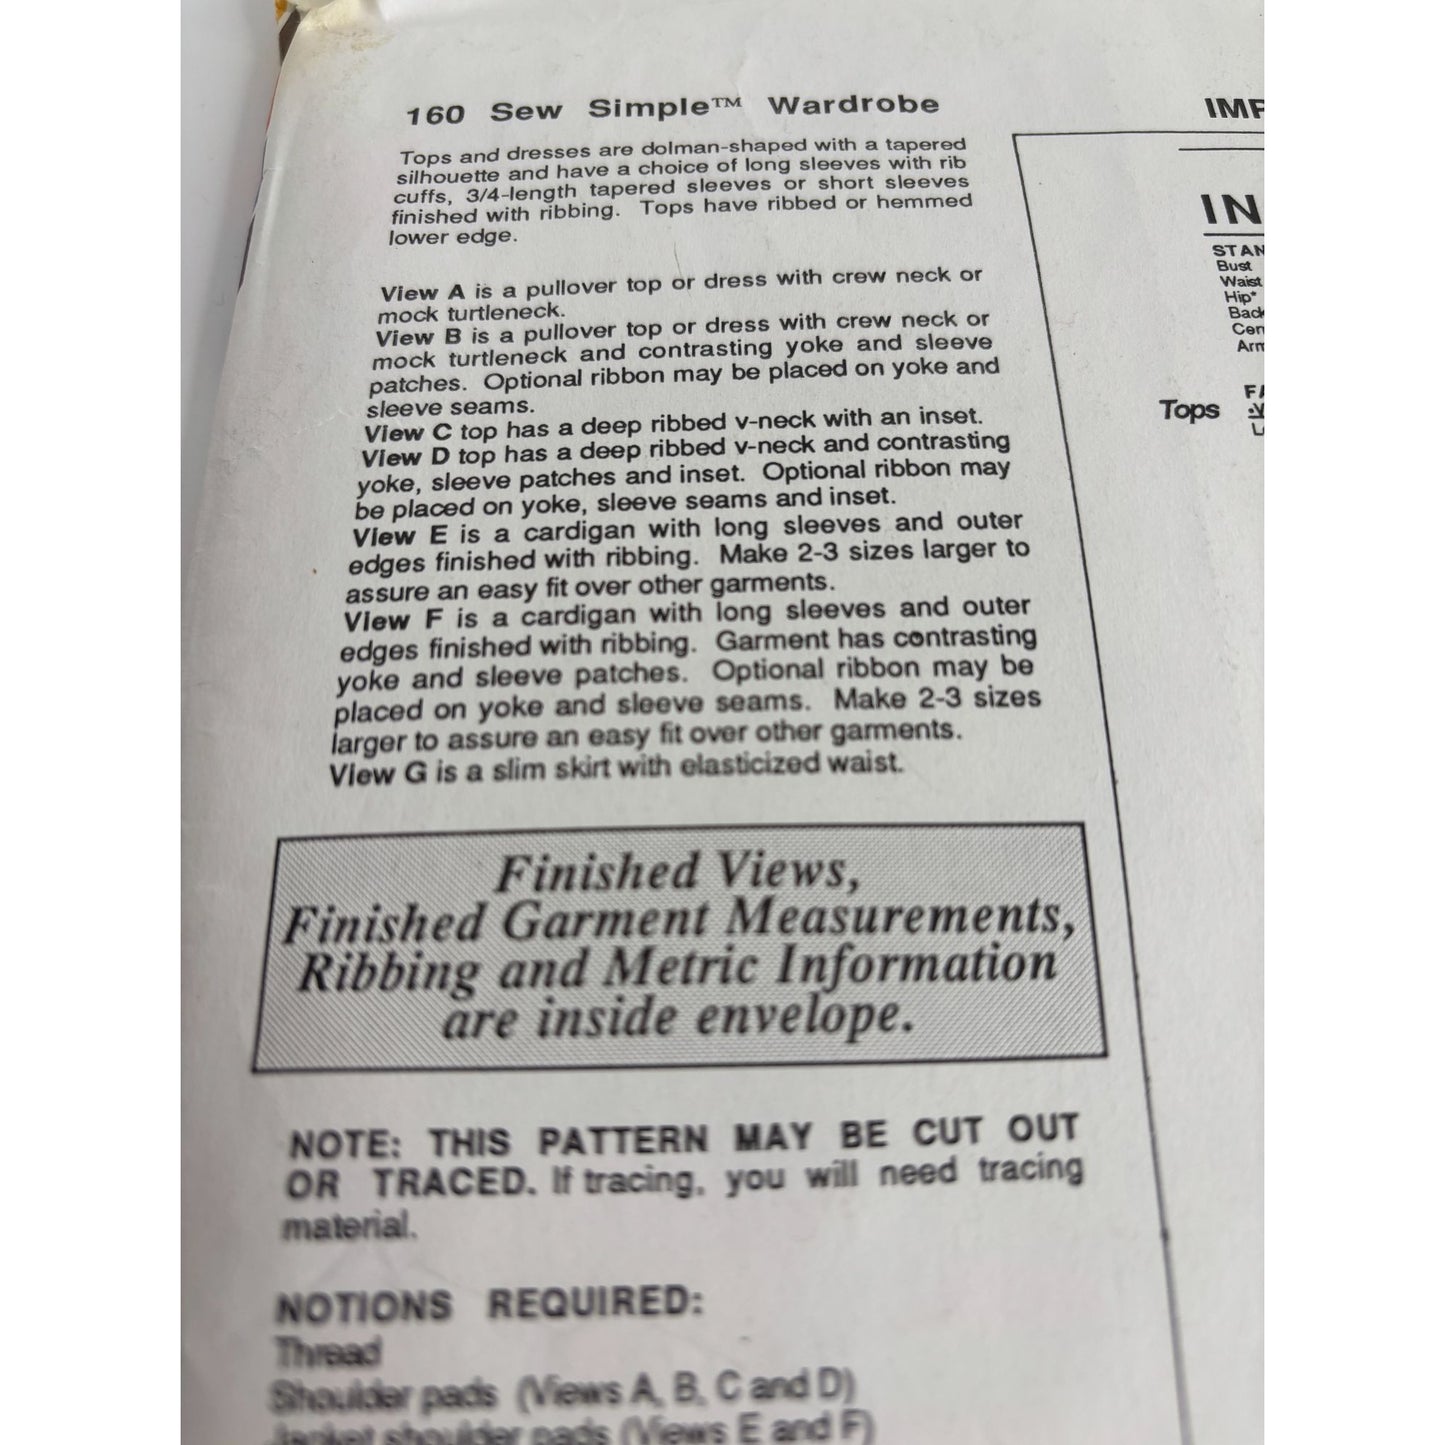 160 Sew Simple™ Wardrobe
Tops and dresses are dolman-shaped with a tapered
silhouette and have a choice of long sleeves with rib
cuffs, 3/4-length tapered sleeves or short sleeves
finished with ribbing. Tops have ribbed or hemmed
lower edge.
View A is a pullover top or dress with crew neck or
mock turtleneck.
View B is a pullover top or dress with crew neck or
mock turtleneck and contrasting yoke and sleeve
patches. Optional ribbon may be placed on yoke and
sleeve seams.
View C top has a deep ribbed v-neck with an inset.
View D top has a deep ribbed v-neck and contrasting
yoke, sleeve patches and inset. Optional ribbon may
be placed on yoke, sleeve seams and inset.
View E is a cardigan with long sleeves and outer
edges finished with ribbing. Make 2-3 sizes larger to
assure an easy fit over other garments.
View F is a cardigan with long sleeves and outer
edges finished with ribbing. Garment has contrasting
yoke and sleeve patches. Optional ribbon may be
placed on yoke and sleeve seams. Make 2-3 sizes
larger to assure an easy fit over other garments.
View G is a slim skirt with elasticized waist.
Finished Views,
Finished Garment Measurements,
Ribbing and Metric Information
are inside envelope.
NOTE: THIS PATTERN MAY BE CUT OUT
OR TRACED. If tracing, you will need tracing
material.
NOTIONS REQUIRED:
Thread
Shoulder pads (Views A, B, C and D)
Jacket shoulder pads (Views E and F)
IMP
IN
STAN
Bust
Waist
Hip*
Back
Cen
Arm
Tops